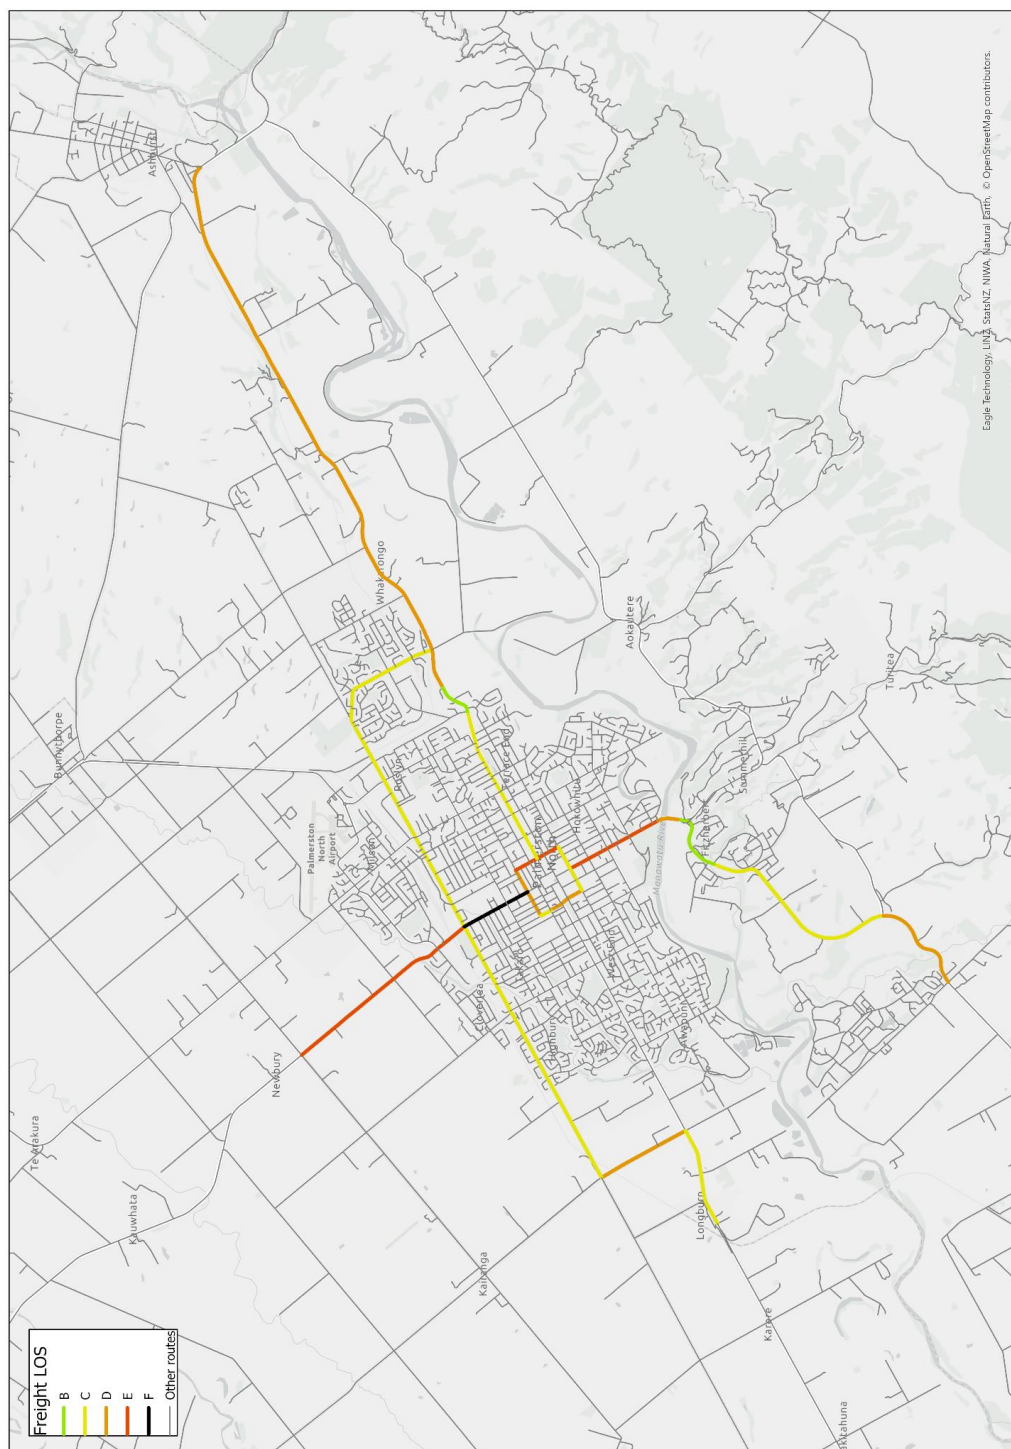 Freight LOS
B
C
D
E
F
Other routes
Ashhurst
Bunnythorpe
Whakarongo
Te Arakura
Kauwhata
Newbury
Palmerston
North
Airport
Milson
Roslyn
Terrace End
Hokowhitu
Palmerston
North
Takaro
Cloverlea
Highbury
West End
Awapuni
Aokautere
Turitea
Summerhill
Fitzherbert
Manawatu River
Kairanga
Longburn
Karere
kitahuna
Eagle Technology, LINZ, StatsNZ, NIWA, Natural Earth, © OpenStreetMap contributors.